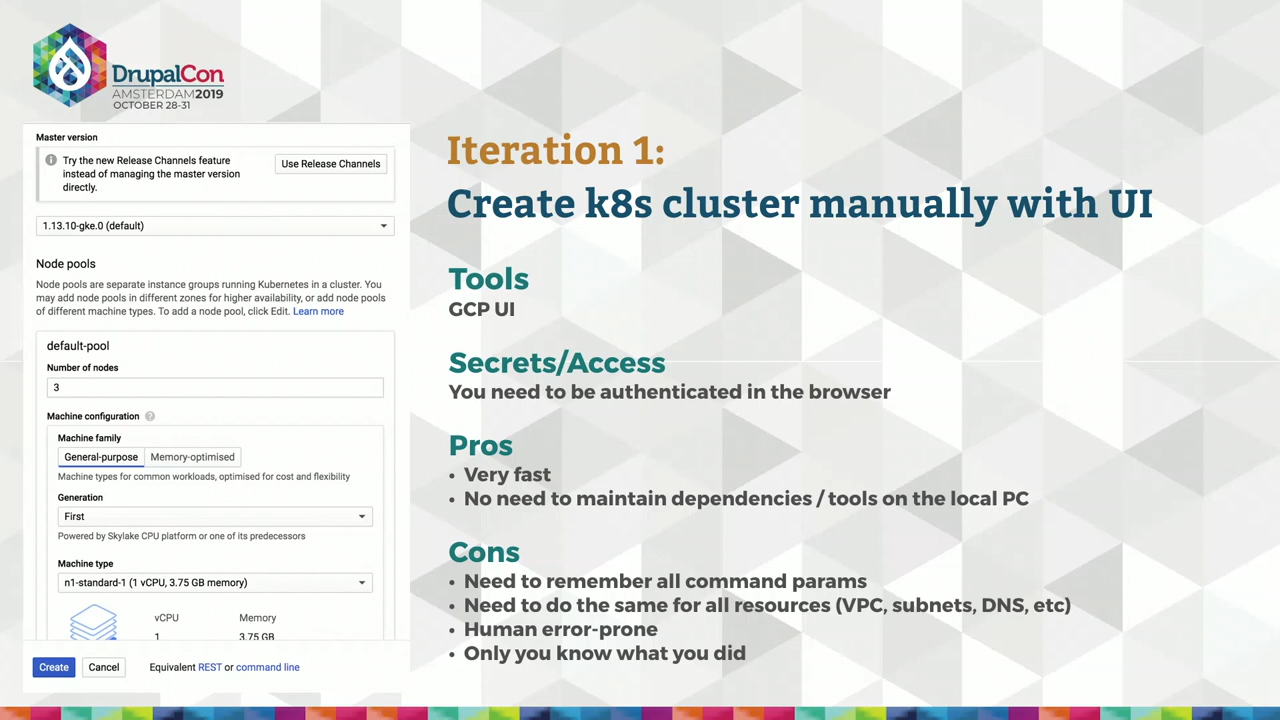 DrupalCon
AMSTERDAM2019
OCTOBER 28-31
Master version
Try the new Release Channels feature
instead of managing the master version
directly.
Use Release Channels
1.13.10-gke.0 (default)
Node pools
Node pools are separate instance groups running Kubernetes in a cluster. You
may add node pools in different zones for higher availability, or add node pools
of different machine types. To add a node pool, click Edit. Learn more
default-pool
Number of nodes
3
Machine configuration
Machine family
General-purpose Memory-optimised
Machine types for common workloads, optimised for cost and flexibility
Generation
First
Powered by Skylake CPU platform or one of its predecessors
Machine type
n1-standard-1 (1 vCPU, 3.75 GB memory)
vCPU Memory
1 3.75 GB
Create Cancel Equivalent REST or command line
Iteration 1:
Create k8s cluster manually with UI
Tools
GCP UI
Secrets/Access
You need to be authenticated in the browser
Pros
• Very fast
• No need to maintain dependencies / tools on the local PC
Cons
• Need to remember all command params
• Need to do the same for all resources (VPC, subnets, DNS, etc)
• Human error-prone
• Only you know what you did